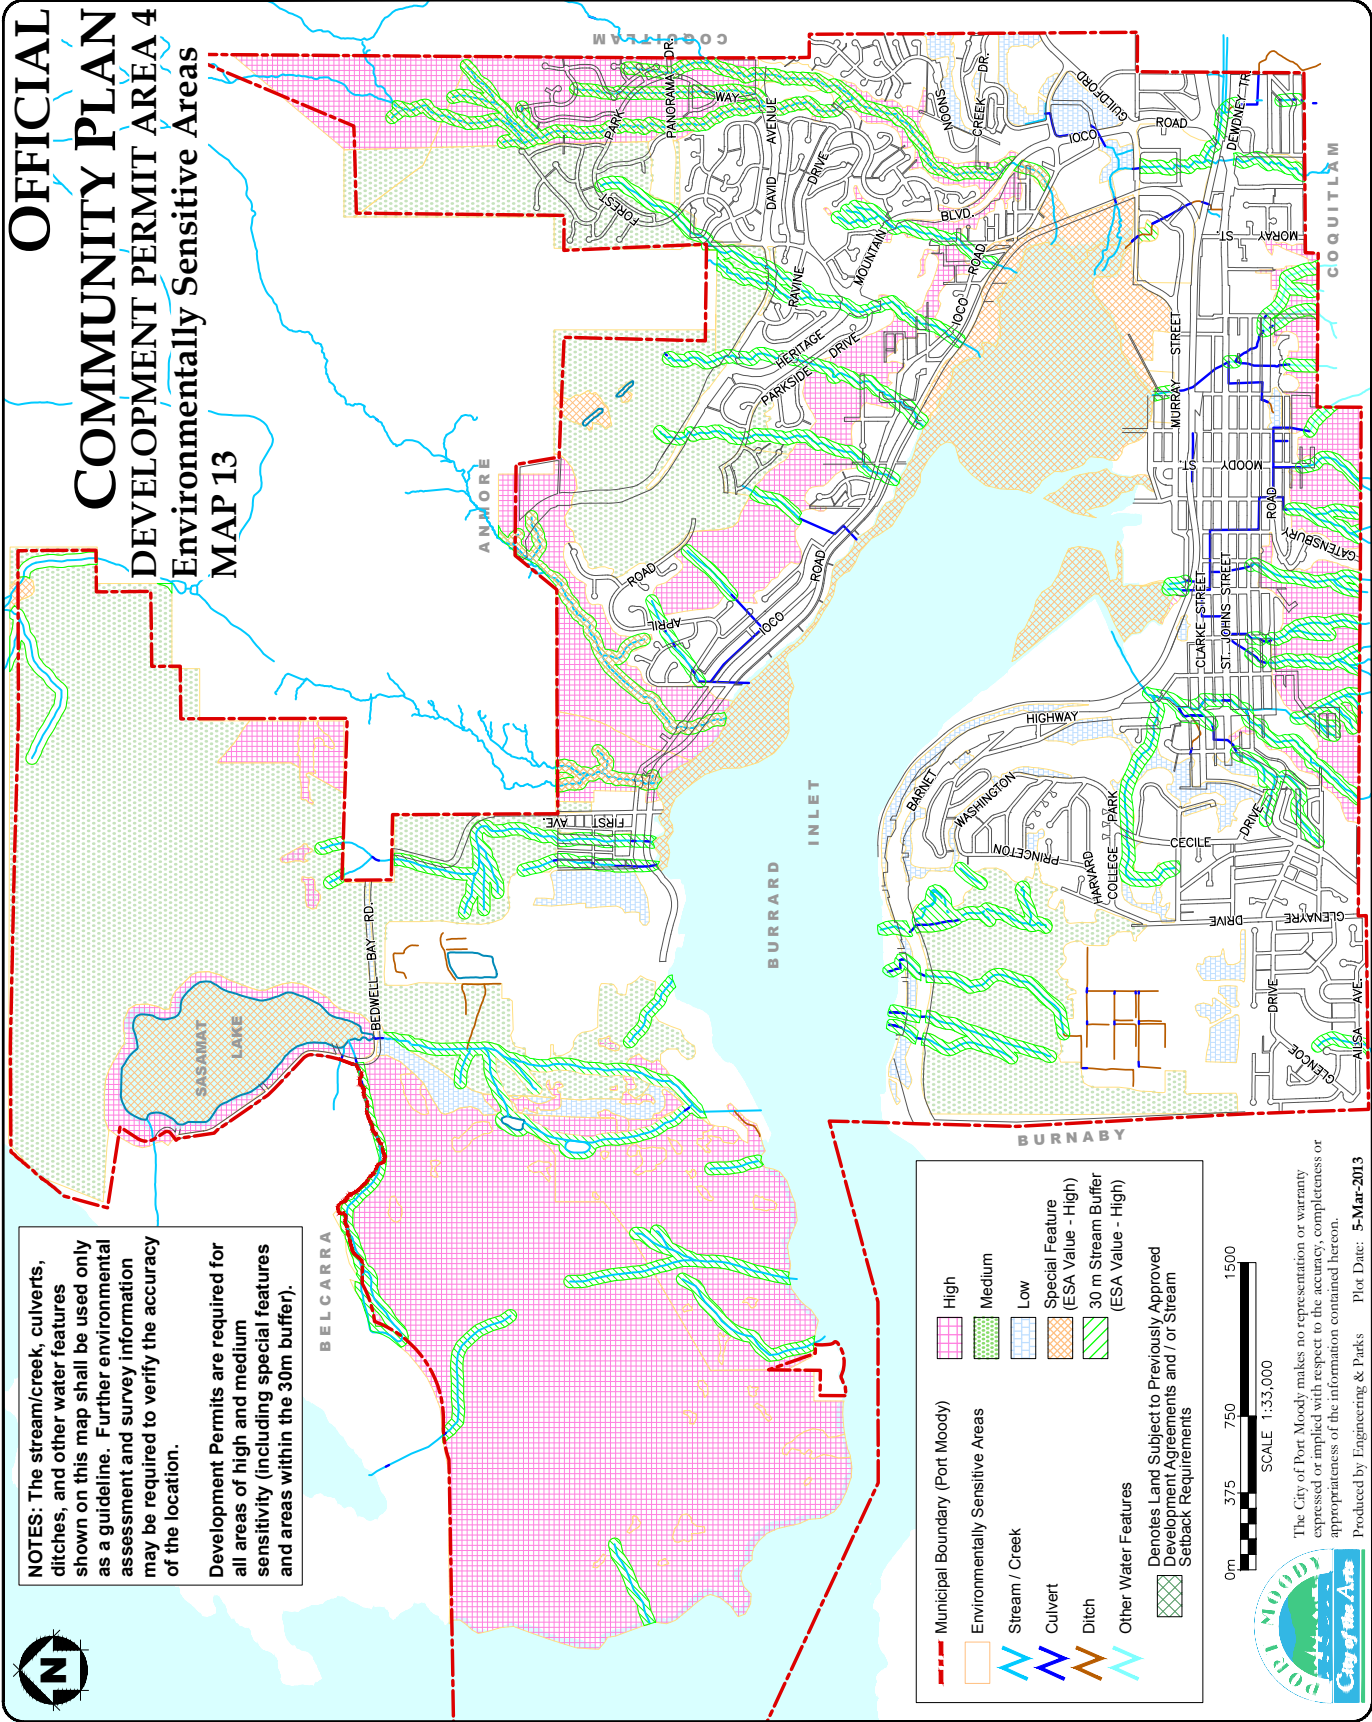 OFFICIAL
COMMUNITY PLAN
DEVELOPMENT PERMIT AREA 4
Environmentally Sensitive Areas
MAP 13
NOTES: The stream/creek, culverts,
ditches, and other water features
shown on this map shall be used only
as a guideline. Further environmental
assessment and survey information
may be required to verify the accuracy
of the location.
Development Permits are required for
all areas of high and medium
sensitivity (including special features
and areas within the 30m buffer).
N
COQUITLAM
COQUITLAM
ANMORE
BELCARRA
BURNABY
BURRARD
INLET
SASAMAT
LAKE
BEDWELL BAY RD.
FIRST AVE.
PANORAMA DR.
PARK
WAY
FOREST
DAVID
AVENUE
DRIVE
NOONS
CREEK
DR.
GUILDFORD
IOCO
ROAD
DEWDNEY TR.
MORAY
ST.
BLVD.
MOUNTAIN
RAVINE
HERITAGE
DRIVE
PARKSIDE
IOCO
ROAD
MURRAY
STREET
MOODY
ST.
ROAD
GATENSBURY
CLARKE STREET
ST. JOHNS STREET
APRIL
ROAD
IOCO
ROAD
BARNET
HIGHWAY
WASHINGTON
PRINCETON
HARVARD
COLLEGE PARK
CECILE
DRIVE
GLENAYRE
DRIVE
DRIVE
GLENCOE
AILSA AVE.
Municipal Boundary (Port Moody)
Environmentally Sensitive Areas
Stream / Creek
Culvert
Ditch
Other Water Features
High
Medium
Low
Special Feature
(ESA Value - High)
30 m Stream Buffer
(ESA Value - High)
Denotes Land Subject to Previously Approved
Development Agreements and / or Stream
Setback Requirements
0m 375 750 1500
SCALE 1:33,000
PORT MOODY
City of the Arts
The City of Port Moody makes no representation or warranty
expressed or implied with respect to the accuracy, completeness or
appropriateness of the information contained hereon.
Produced by Engineering & Parks Plot Date: 5-Mar-2013